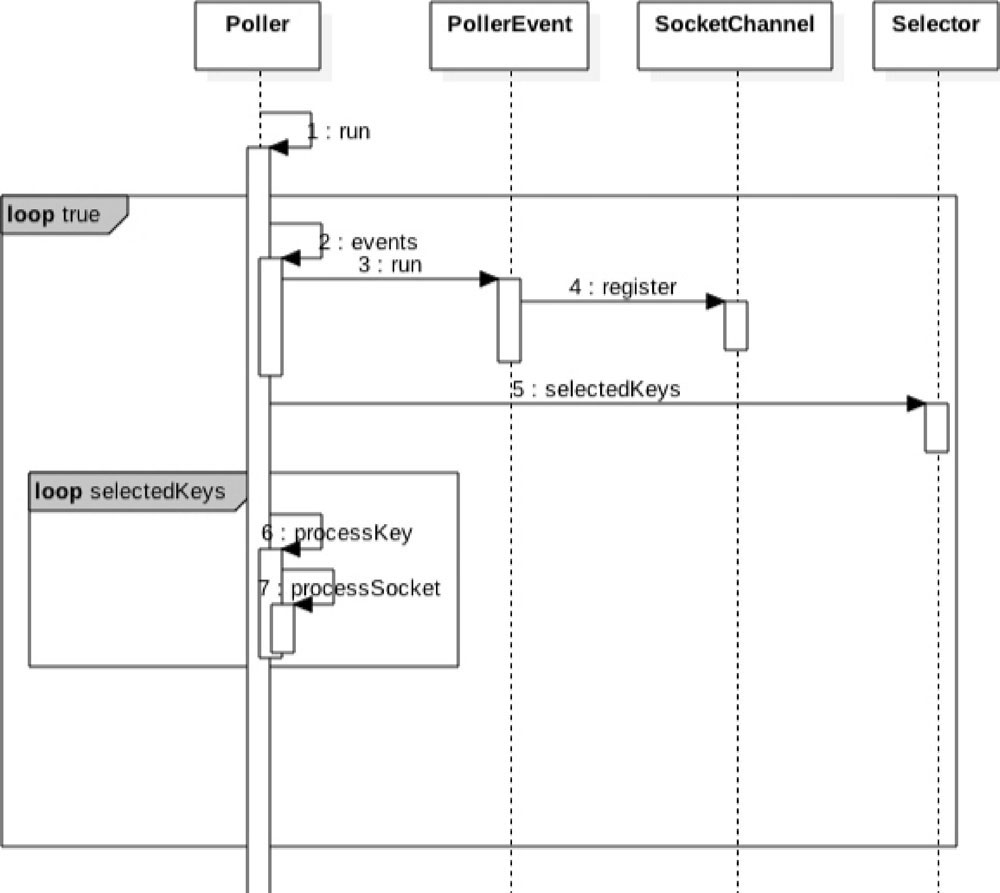 Poller
PollerEvent
SocketChannel
Selector
1 : run
loop true
2 : events
3 : run
4 : register
5 : selectedKeys
loop selectedKeys
6 : processKey
7 : processSocket